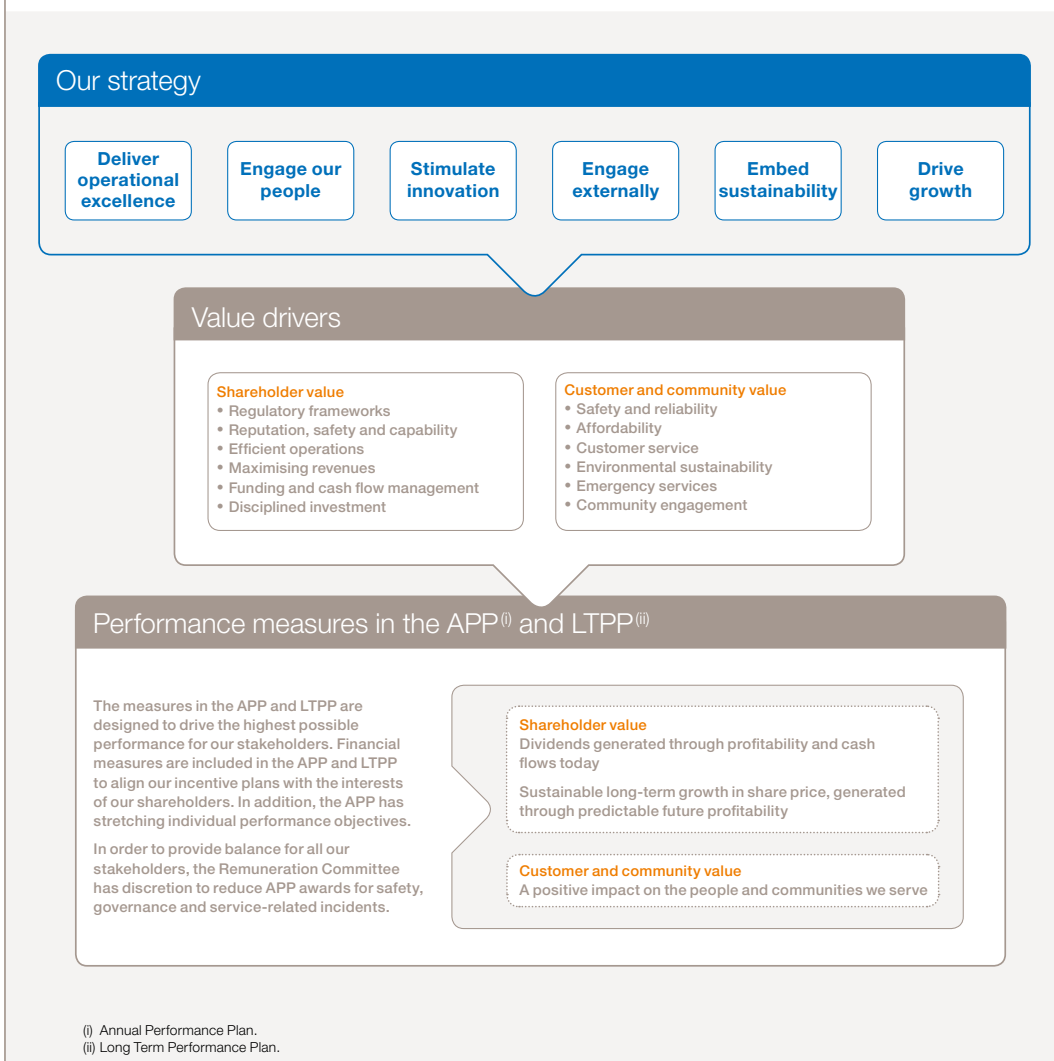 Our strategy
Deliver
operational
excellence
Engage our
people
Stimulate
innovation
Engage
externally
Embed
sustainability
Drive
growth
Value drivers
Shareholder value
• Regulatory frameworks
• Reputation, safety and capability
• Efficient operations
• Maximising revenues
• Funding and cash flow management
• Disciplined investment
Customer and community value
• Safety and reliability
• Affordability
• Customer service
• Environmental sustainability
• Emergency services
• Community engagement
Performance measures in the APP(i) and LTPP(ii)
The measures in the APP and LTPP are
designed to drive the highest possible
performance for our stakeholders. Financial
measures are included in the APP and LTPP
to align our incentive plans with the interests
of our shareholders. In addition, the APP has
stretching individual performance objectives.
In order to provide balance for all our
stakeholders, the Remuneration Committee
has discretion to reduce APP awards for safety,
governance and service-related incidents.
Shareholder value
Dividends generated through profitability and cash
flows today
Sustainable long-term growth in share price, generated
through predictable future profitability
Customer and community value
A positive impact on the people and communities we serve
(i) Annual Performance Plan.
(ii) Long Term Performance Plan.